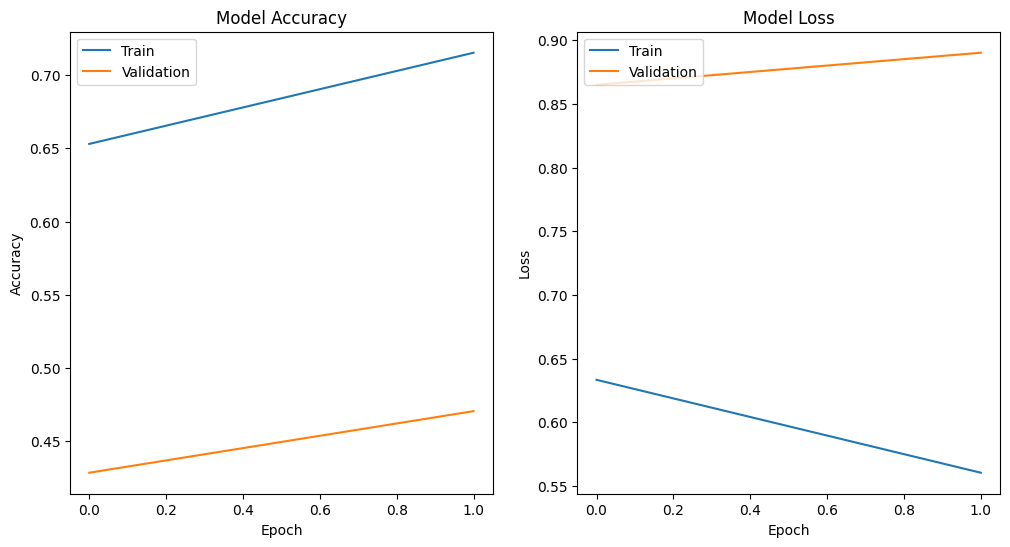 Model Accuracy
Train
Validation
0.70
0.65
0.60
0.55
0.50
0.45
Accuracy
0.0 0.2 0.4 0.6 0.8 1.0
Epoch
Model Loss
Train
Validation
0.90
0.85
0.80
0.75
0.70
0.65
0.60
0.55
Loss
0.0 0.2 0.4 0.6 0.8 1.0
Epoch